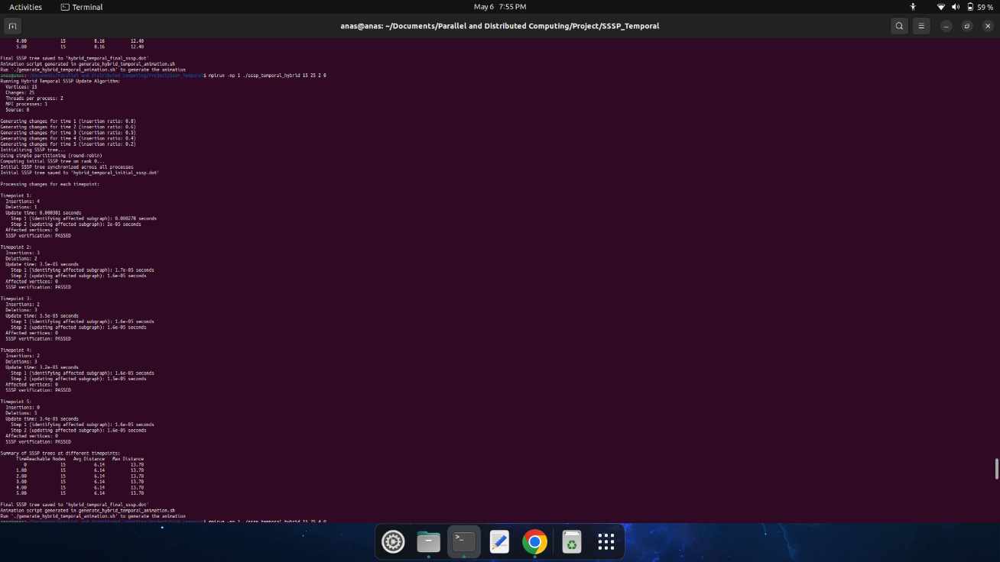 Activities
Terminal
May 6 7:55 PM
59 %
anas@anas: ~/Documents/Parallel and Distributed Computing/Project/SSSP_Temporal
4.00 15 8.16 12.40
5.00 15 8.16 12.40
Final SSSP tree saved to 'hybrid_temporal_final_sssp.dot'
Animation script generated in generate_hybrid_temporal_animation.sh
Run './generate_hybrid_temporal_animation.sh' to generate the animation
anas@anas:~/Documents/Parallel and Distributed Computing/Project/SSSP_Temporal$ mpirun -np 1 ./sssp_temporal_hybrid 15 25 2 0
Running Hybrid Temporal SSSP Update Algorithm:
Vertices: 15
Changes: 25
Threads per process: 2
MPI processes: 1
Source: 0
Generating changes for time 1 (insertion ratio: 0.8)
Generating changes for time 2 (insertion ratio: 0.6)
Generating changes for time 3 (insertion ratio: 0.5)
Generating changes for time 4 (insertion ratio: 0.4)
Generating changes for time 5 (insertion ratio: 0.2)
Initializing SSSP tree...
Using simple partitioning (round-robin)
Computing initial SSSP tree on rank 0...
Initial SSSP tree synchronized across all processes
Initial SSSP tree saved to 'hybrid_temporal_initial_sssp.dot'
Processing changes for each timepoint:
Timepoint 1:
Insertions: 4
Deletions: 1
Update time: 0.000301 seconds
Step 1 (identifying affected subgraph): 0.000278 seconds
Step 2 (updating affected subgraph): 2e-05 seconds
Affected vertices: 0
SSSP verification: PASSED
Timepoint 2:
Insertions: 3
Deletions: 2
Update time: 3.5e-05 seconds
Step 1 (identifying affected subgraph): 1.7e-05 seconds
Step 2 (updating affected subgraph): 1.6e-05 seconds
Affected vertices: 0
SSSP verification: PASSED
Timepoint 3:
Insertions: 2
Deletions: 3
Update time: 3.5e-05 seconds
Step 1 (identifying affected subgraph): 1.6e-05 seconds
Step 2 (updating affected subgraph): 1.6e-05 seconds
Affected vertices: 0
SSSP verification: PASSED
Timepoint 4:
Insertions: 2
Deletions: 3
Update time: 3.2e-05 seconds
Step 1 (identifying affected subgraph): 1.6e-05 seconds
Step 2 (updating affected subgraph): 1.5e-05 seconds
Affected vertices: 0
SSSP verification: PASSED
Timepoint 5:
Insertions: 0
Deletions: 5
Update time: 3.4e-05 seconds
Step 1 (identifying affected subgraph): 1.6e-05 seconds
Step 2 (updating affected subgraph): 1.6e-05 seconds
Affected vertices: 0
SSSP verification: PASSED
Summary of SSSP trees at different timepoints:
TimeReachable Nodes Avg Distance Max Distance
0 15 6.14 13.70
1.00 15 6.14 13.70
2.00 15 6.14 13.70
3.00 15 6.14 13.70
4.00 15 6.14 13.70
5.00 15 6.14 13.70
Final SSSP tree saved to 'hybrid_temporal_final_sssp.dot'
Animation script generated in generate_hybrid_temporal_animation.sh
Run './generate_hybrid_temporal_animation.sh' to generate the animation
anas@anas:~/Documents/Parallel and Distributed Computing/Project/SSSP_Temporal$ mpirun -np 1 ./sssp_temporal_hybrid 15 25 4 0